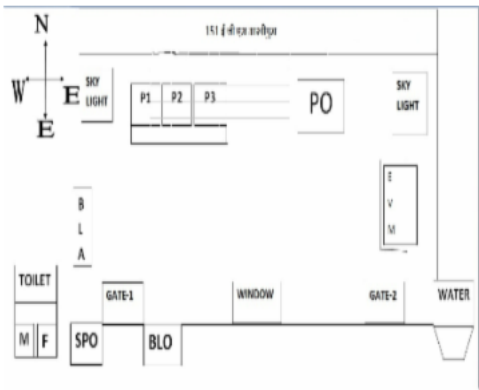 N
W
E
E
SKY
LIGHT
P1
P2
P3
PO
SKY
LIGHT
E
V
M
B
L
A
TOILET
GATE-1
WINDOW
GATE-2
WATER
M
F
SPO
BLO
151